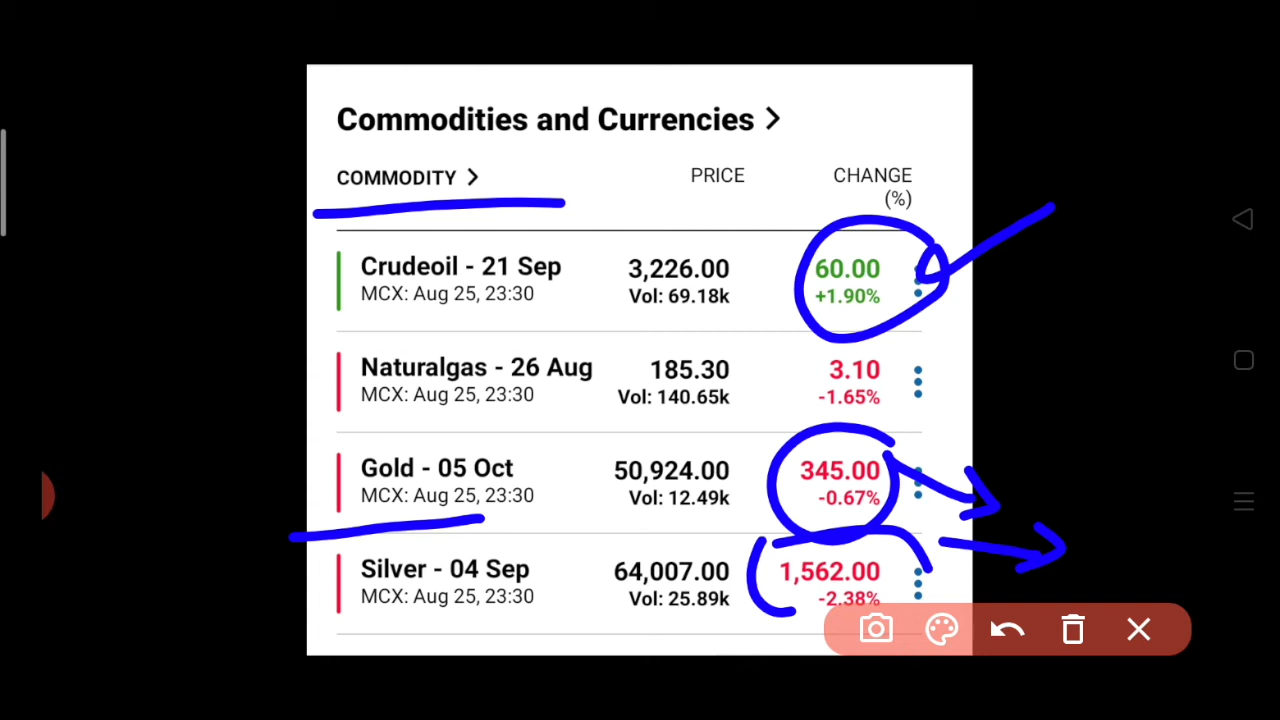 Commodities and Currencies >
COMMODITY > PRICE CHANGE
(%)
Crudeoil - 21 Sep 3,226.00 60.00
MCX: Aug 25, 23:30 Vol: 69.18k +1.90%
Naturalgas - 26 Aug 185.30 3.10
MCX: Aug 25, 23:30 Vol: 140.65k -1.65%
Gold - 05 Oct 50,924.00 345.00
MCX: Aug 25, 23:30 Vol: 12.49k -0.67%
Silver - 04 Sep 64,007.00 1,562.00
MCX: Aug 25, 23:30 Vol: 25.89k -2.38%